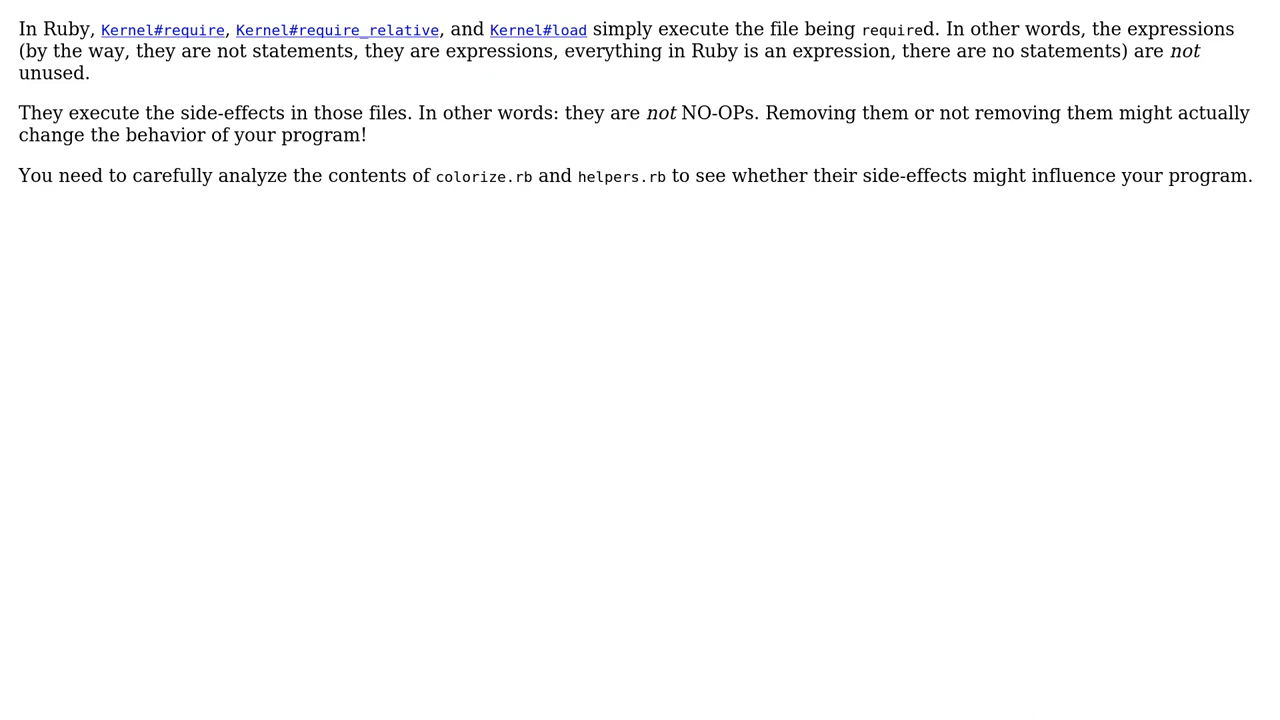 In Ruby, Kernel#require, Kernel#require_relative, and Kernel#load simply execute the file being required. In other words, the expressions
(by the way, they are not statements, they are expressions, everything in Ruby is an expression, there are no statements) are not
unused.
They execute the side-effects in those files. In other words: they are not NO-OPs. Removing them or not removing them might actually
change the behavior of your program!
You need to carefully analyze the contents of colorize.rb and helpers.rb to see whether their side-effects might influence your program.